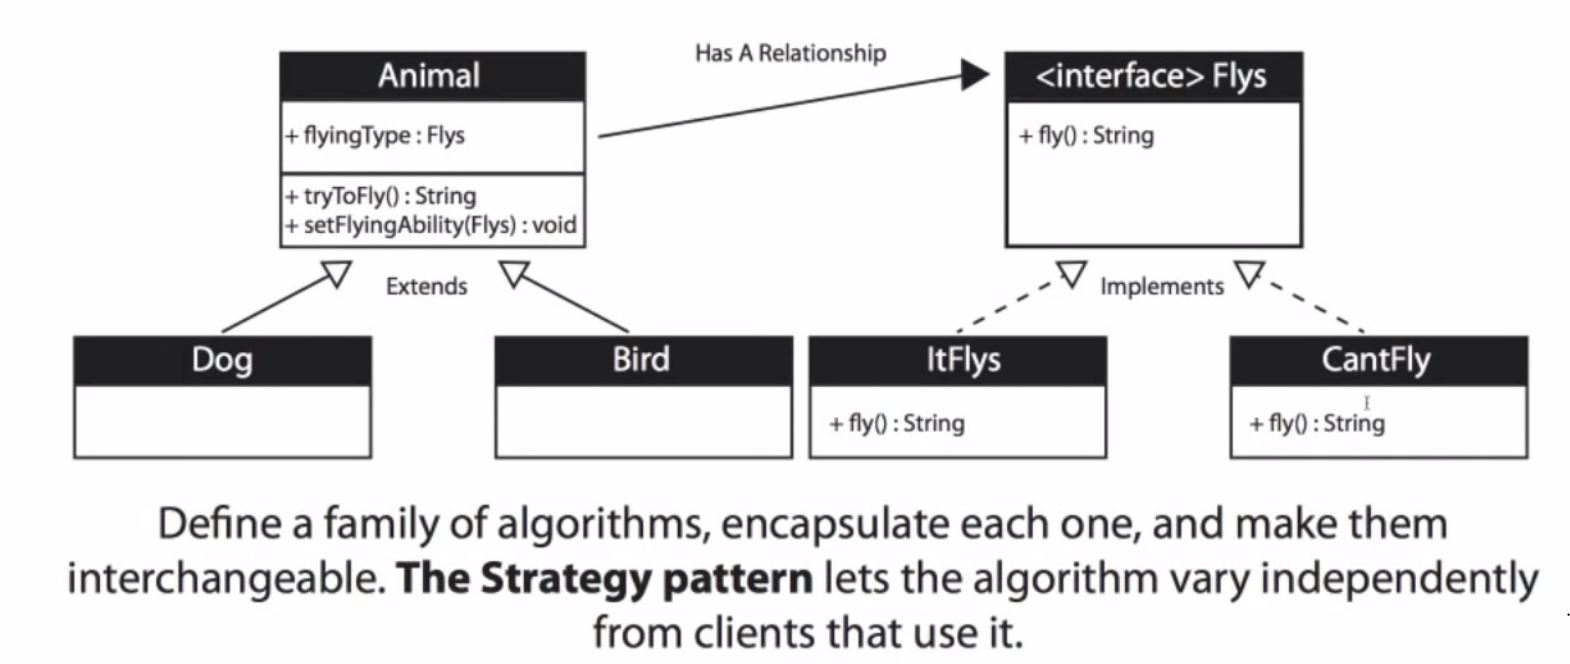 Has A Relationship
Animal
<interface> Flys
+ flyingType : Flys
+ fly() : String
+ tryToFly() : String
+ setFlyingAbility(Flys) : void
Extends
Implements
Dog
Bird
ItFlys
CantFly
+ fly() : String
+ fly() : String
Define a family of algorithms, encapsulate each one, and make them
interchangeable. The Strategy pattern lets the algorithm vary independently
from clients that use it.